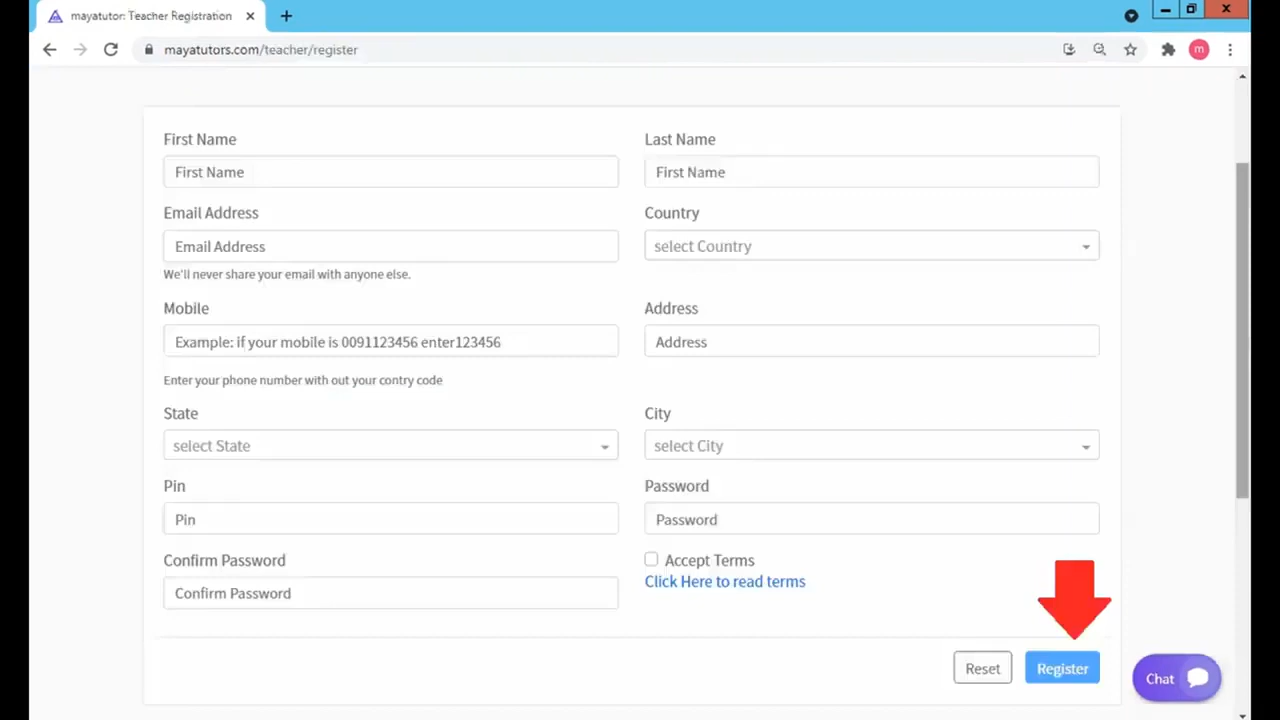 mayatutor: Teacher Registration
mayatutors.com/teacher/register
m
First Name
Last Name
First Name
First Name
Email Address
Country
Email Address
select Country
We'll never share your email with anyone else.
Mobile
Address
Example: if your mobile is 0091123456 enter123456
Address
Enter your phone number with out your contry code
State
City
select State
select City
Pin
Password
Pin
Password
Confirm Password
Accept Terms
Click Here to read terms
Confirm Password
Reset
Register
Chat